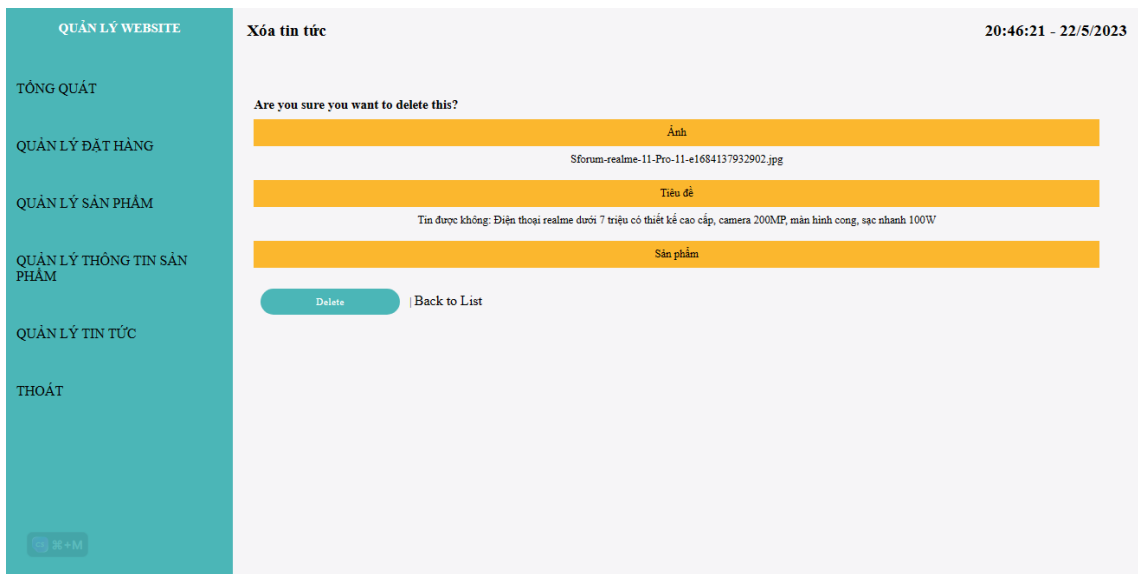 QUẢN LÝ WEBSITE
Xóa tin tức
20:46:21 - 22/5/2023
TỔNG QUÁT
QUẢN LÝ ĐẶT HÀNG
QUẢN LÝ SẢN PHẨM
QUẢN LÝ THÔNG TIN SẢN
PHẨM
QUẢN LÝ TIN TỨC
THOÁT
⌘+M
Are you sure you want to delete this?
Ảnh
Sforum-realme-11-Pro-11-e1684137932902.jpg
Tiêu đề
Tin được không: Điện thoại realme dưới 7 triệu có thiết kế cao cấp, camera 200MP, màn hình cong, sạc nhanh 100W
Sản phẩm
Delete | Back to List